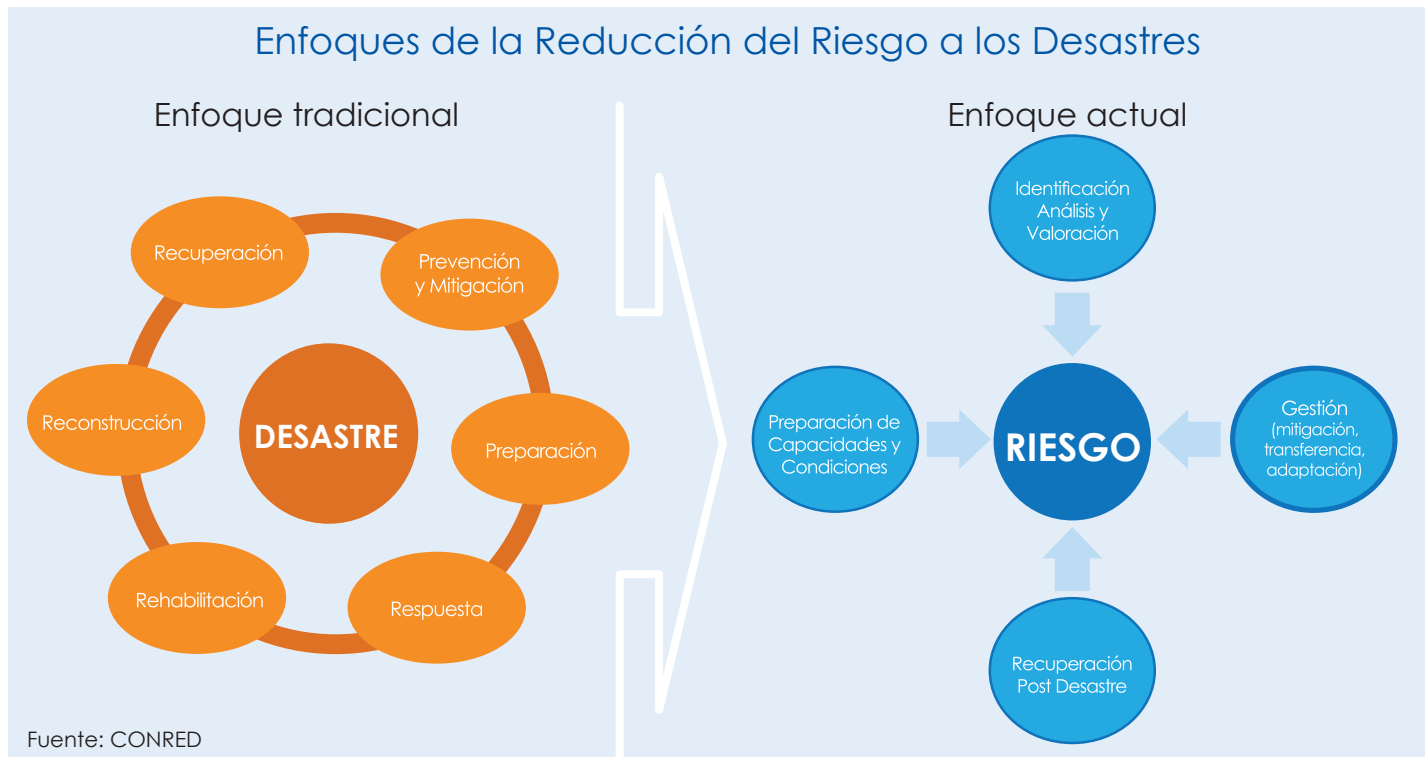 Enfoques de la Reducción del Riesgo a los Desastres
Enfoque tradicional
Recuperación
Prevención
y Mitigación
Reconstrucción
DESASTRE
Preparación
Rehabilitación
Respuesta
Fuente: CONRED
Enfoque actual
Identificación
Análisis y
Valoración
Preparación de
Capacidades y
Condiciones
RIESGO
Gestión
(mitigación,
transferencia,
adaptación)
Recuperación
Post Desastre